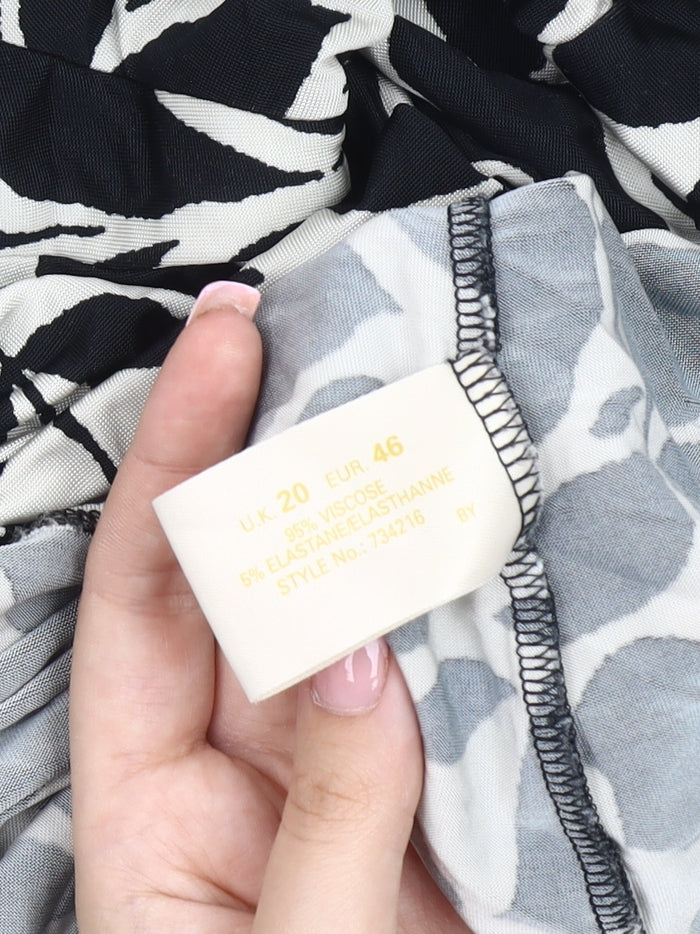 U.K. 20 EUR. 46
95% VISCOSE
5% ELASTANE/ELASTHANNE
STYLE No.: 734216 BY